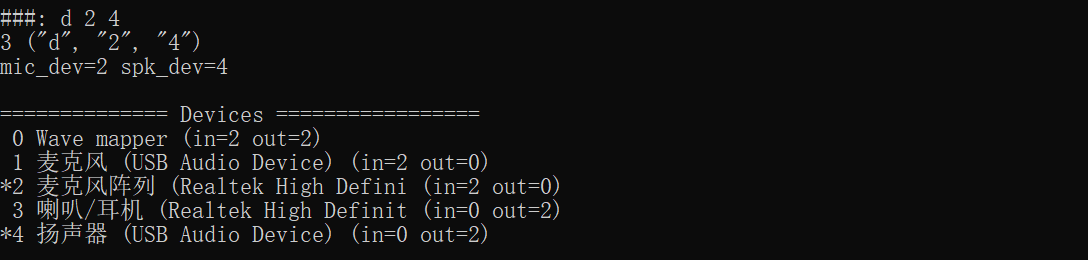 ###: d 2 4
3 ("d", "2", "4")
mic_dev=2 spk_dev=4
============== Devices =================
0 Wave mapper (in=2 out=2)
1 麦克风 (USB Audio Device) (in=2 out=0)
*2 麦克风阵列 (Realtek High Defini (in=2 out=0)
3 喇叭/耳机 (Realtek High Definit (in=0 out=2)
*4 扬声器 (USB Audio Device) (in=0 out=2)